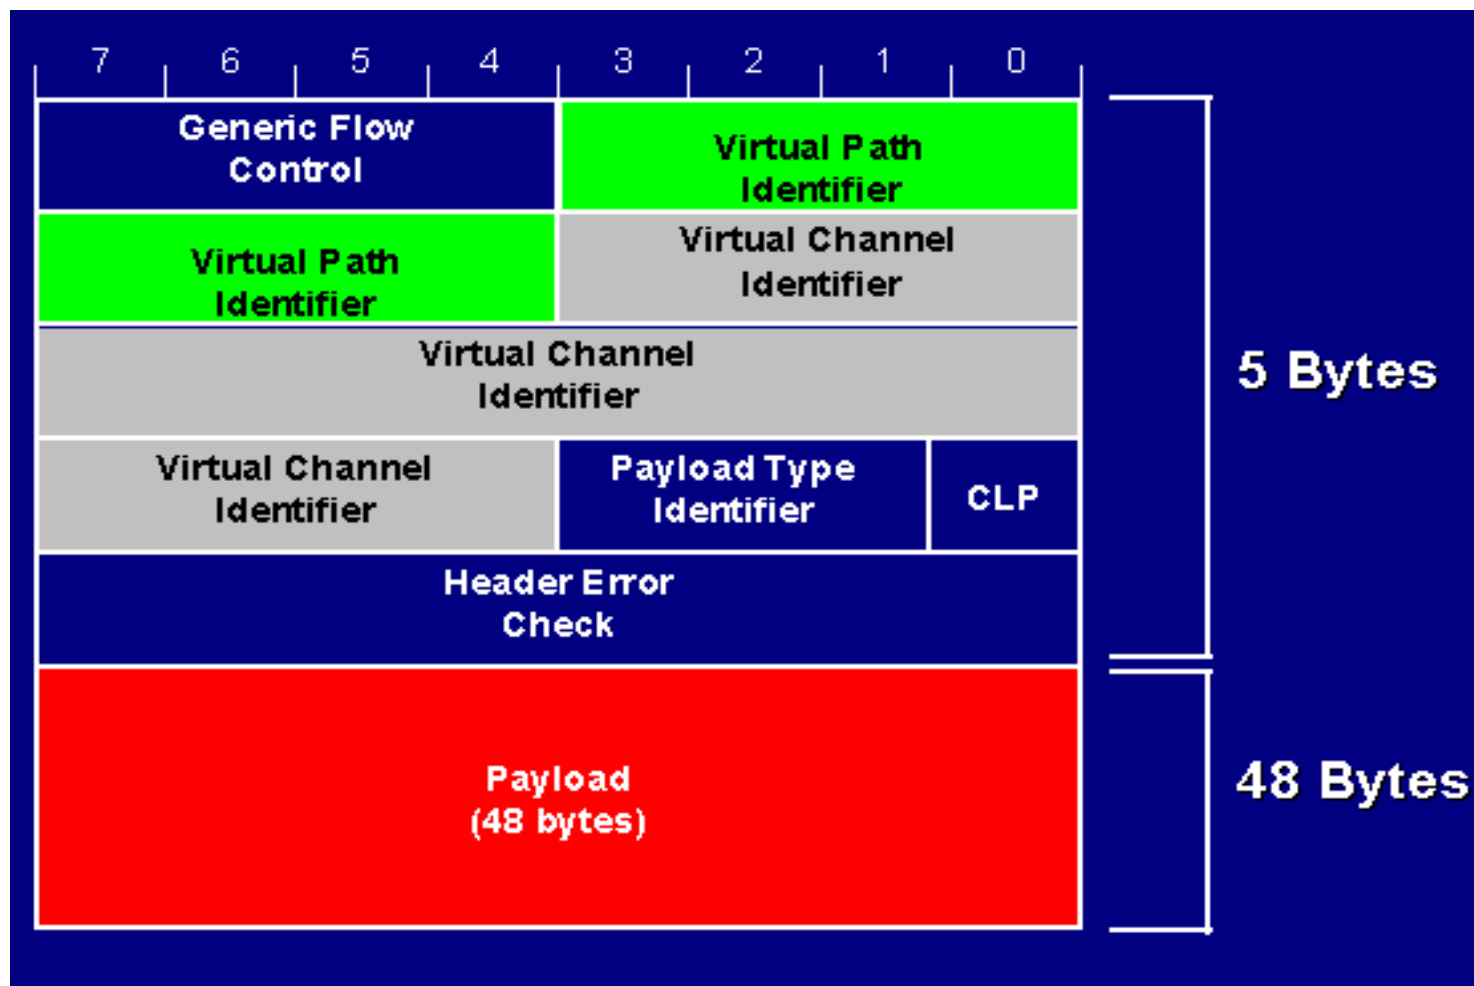 7 6 5 4 3 2 1 0
Generic Flow
Control
Virtual Path
Identifier
Virtual Path
Identifier
Virtual Channel
Identifier
Virtual Channel
Identifier
Virtual Channel
Identifier
Payload Type
Identifier
CLP
Header Error
Check
5 Bytes
Payload
(48 bytes)
48 Bytes